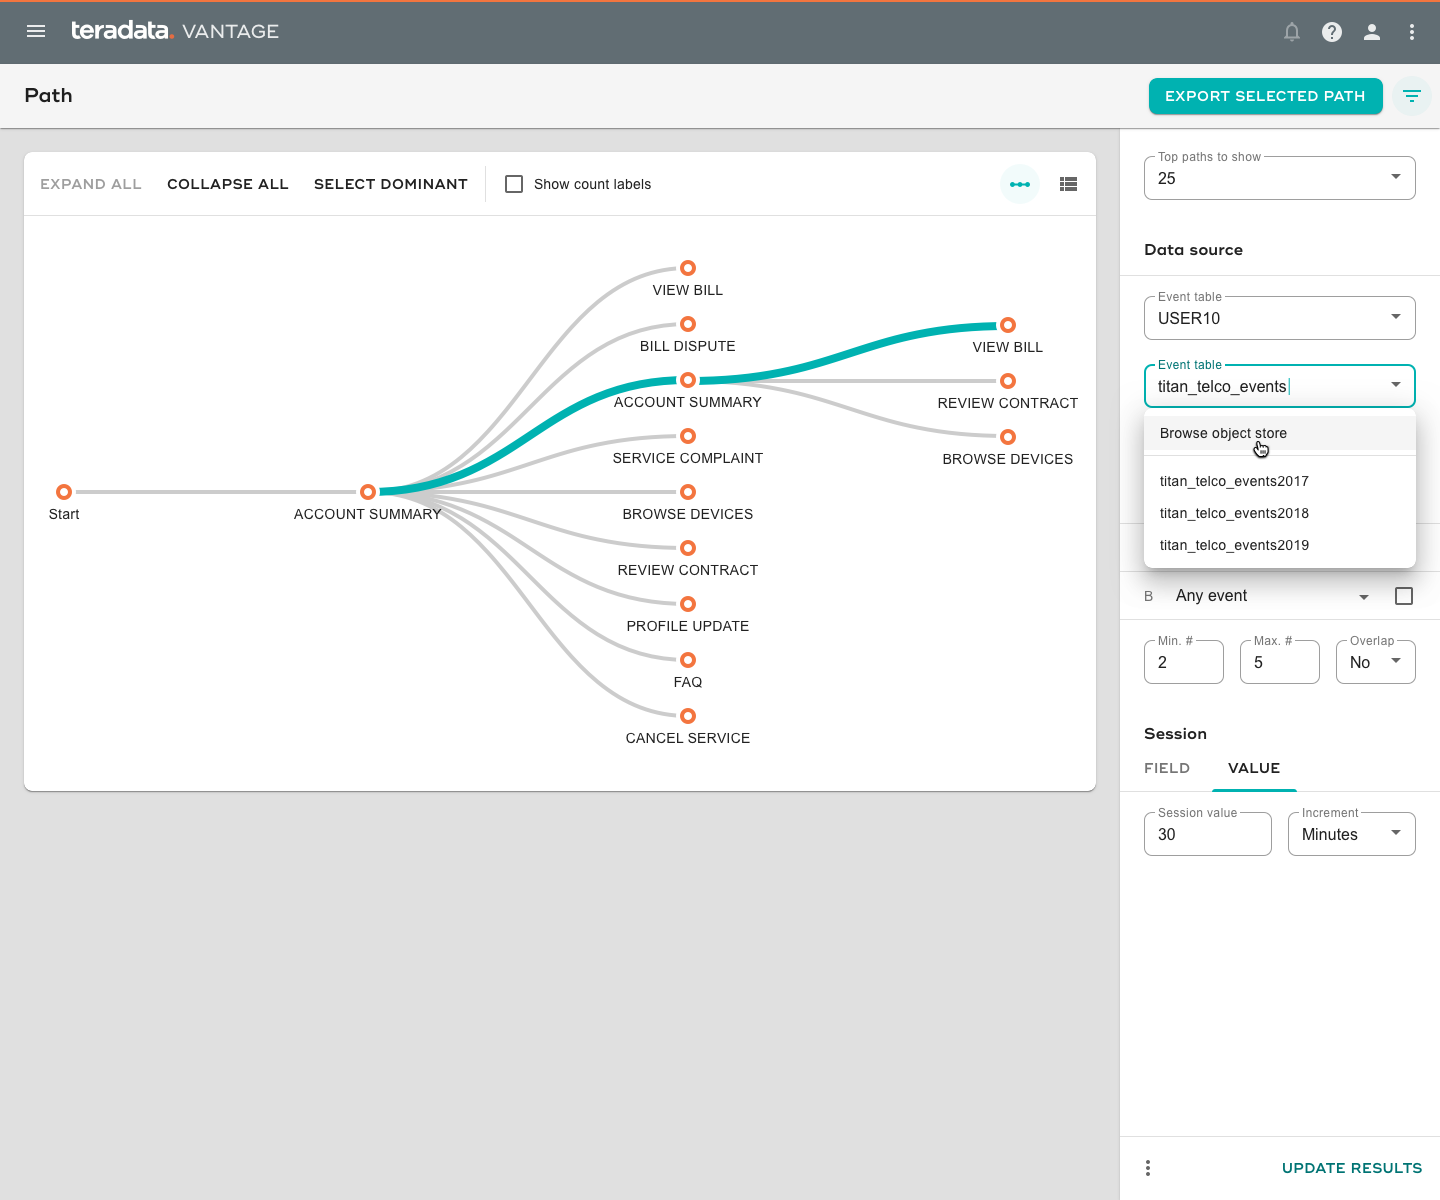 teradata. VANTAGE
Path
EXPORT SELECTED PATH
EXPAND ALL
COLLAPSE ALL
SELECT DOMINANT
Show count labels
VIEW BILL
BILL DISPUTE
ACCOUNT SUMMARY
SERVICE COMPLAINT
BROWSE DEVICES
REVIEW CONTRACT
PROFILE UPDATE
FAQ
CANCEL SERVICE
VIEW BILL
REVIEW CONTRACT
BROWSE DEVICES
Start
ACCOUNT SUMMARY
Top paths to show
25
Data source
Event table
USER10
Event table
titan_telco_events
Browse object store
titan_telco_events2017
titan_telco_events2018
titan_telco_events2019
B Any event
Min. # Max. # Overlap
2 5 No
Session
FIELD VALUE
Session value Increment
30 Minutes
UPDATE RESULTS